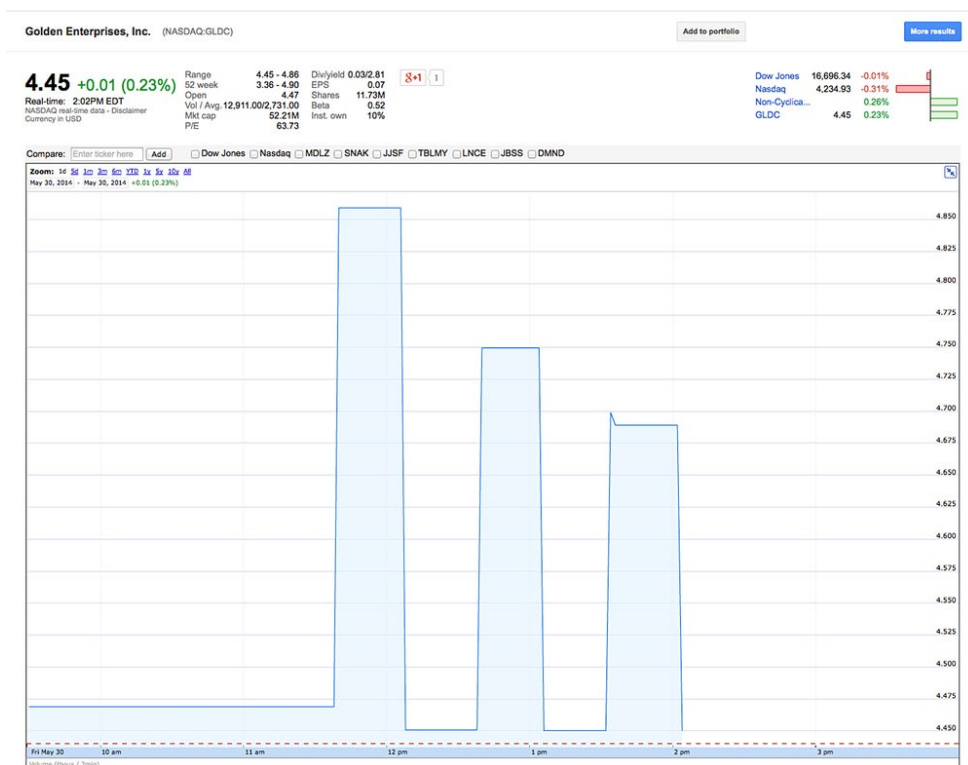 Golden Enterprises, Inc. (NASDAQ:GLDC)
Add to portfolio
More results
4.45 +0.01 (0.23%)
Real-time: 2:02PM EDT
NASDAQ real-time data - Disclaimer
Currency in USD
Range 4.45 - 4.86
52 week 3.36 - 4.90
Open 4.47
Vol / Avg. 12,911.00/2,731.00
Mkt cap 52.21M
P/E 63.73
Div/yield 0.03/2.81
EPS 0.07
Shares 11.73M
Beta 0.52
Inst. own 10%
g+1 1
Dow Jones 16,696.34 -0.01%
Nasdaq 4,234.93 -0.31%
Non-Cyclica... 0.26%
GLDC 4.45 0.23%
Compare: Enter ticker here Add Dow Jones Nasdaq MDLZ SNAK JJSF TBLMY LNCE JBSS DMND
Zoom: 1d 5d 1m 3m 6m YTD 1y 5y 10y All
May 30, 2014 - May 30, 2014 +0.01 (0.23%)
4.850
4.825
4.800
4.775
4.750
4.725
4.700
4.675
4.650
4.625
4.600
4.575
4.550
4.525
4.500
4.475
4.450
Fri May 30 10 am 11 am 12 pm 1 pm 2 pm 3 pm